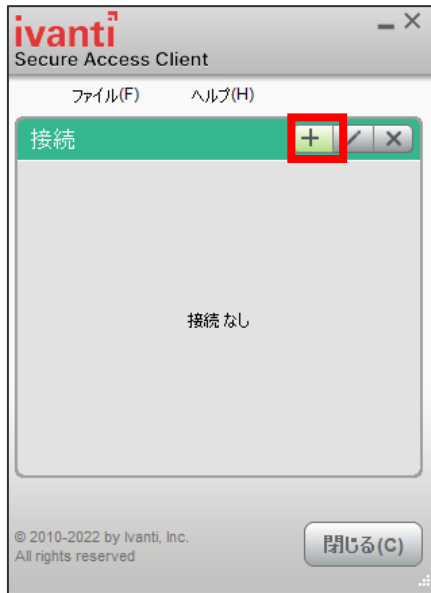 ivanti
Secure Access Client
ファイル(F) ヘルプ(H)
接続
接続 なし
© 2010-2022 by Ivanti, Inc.
All rights reserved
閉じる(C)